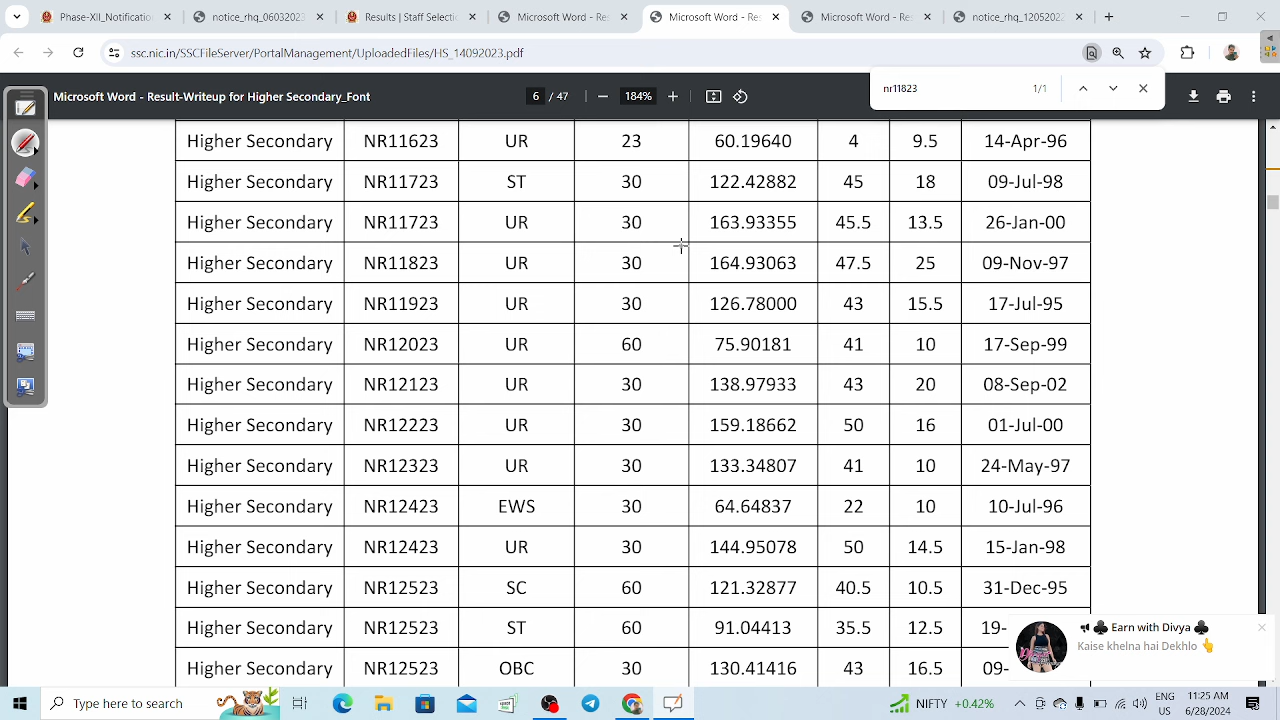 Phase-XII_Notification
notice_rhq_0603202
Results | Staff Select
Microsoft Word - Res
Microsoft Word - Res
Microsoft Word - Res
notice_rhq_1205202
ssc.nic.in/SSCFileServer/PortalManagement/UploadedFiles/HS_14092023.pdf
nr11823 1/1
Microsoft Word - Result-Writeup for Higher Secondary_Font 6 / 47 184%
Higher Secondary NR11623 UR 23 60.19640 4 9.5 14-Apr-96
Higher Secondary NR11723 ST 30 122.42882 45 18 09-Jul-98
Higher Secondary NR11723 UR 30 163.93355 45.5 13.5 26-Jan-00
Higher Secondary NR11823 UR 30 164.93063 47.5 25 09-Nov-97
Higher Secondary NR11923 UR 30 126.78000 43 15.5 17-Jul-95
Higher Secondary NR12023 UR 60 75.90181 41 10 17-Sep-99
Higher Secondary NR12123 UR 30 138.97933 43 20 08-Sep-02
Higher Secondary NR12223 UR 30 159.18662 50 16 01-Jul-00
Higher Secondary NR12323 UR 30 133.34807 41 10 24-May-97
Higher Secondary NR12423 EWS 30 64.64837 22 10 10-Jul-96
Higher Secondary NR12423 UR 30 144.95078 50 14.5 15-Jan-98
Higher Secondary NR12523 SC 60 121.32877 40.5 10.5 31-Dec-95
Higher Secondary NR12523 ST 60 91.04413 35.5 12.5 19-
Higher Secondary NR12523 OBC 30 130.41416 43 16.5 09-
Earn with Divya
Kaise khelna hai Dekhlo
Type here to search
NIFTY +0.42%
ENG
US
11:25 AM
6/28/2024